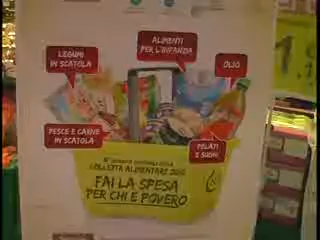 ALIMENTI
PER L'INFANZIA
LEGUMI
IN SCATOLA
OLIO
PESCE E CARNE
IN SCATOLA
PELATI
E SUGHI
COLLETTA ALIMENTARE
FAI LA SPESA
PER CHI È POVERO